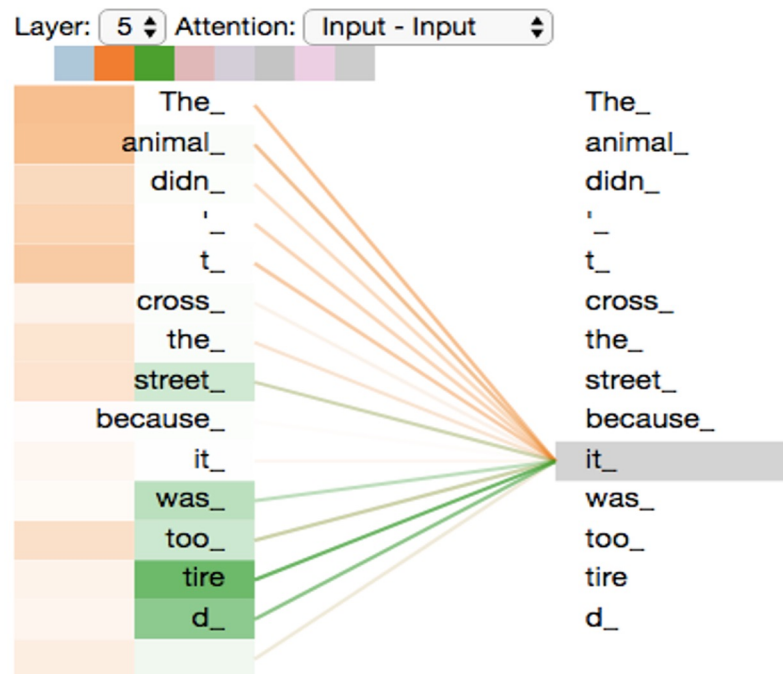 Layer: 5 Attention: Input - Input
The_ The_
animal_ animal_
didn_ didn_
'_ '_
t_ t_
cross_ cross_
the_ the_
street_ street_
because_ because_
it_ it_
was_ was_
too_ too_
tire tire
d_ d_